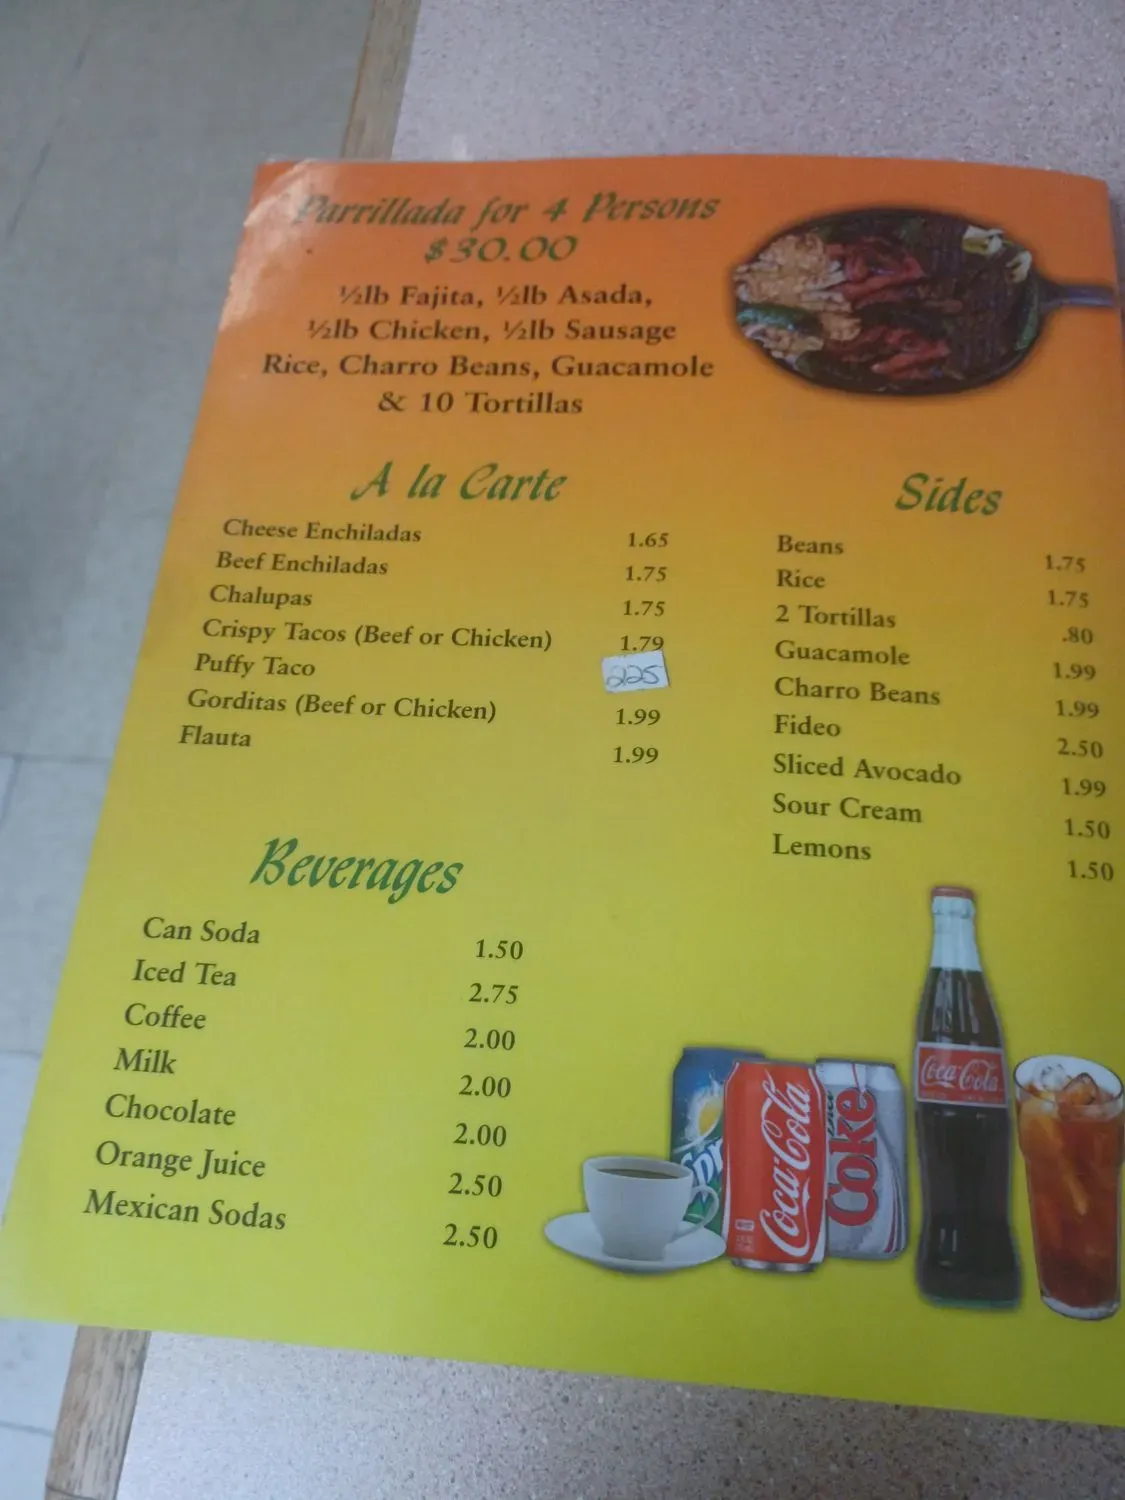 Parrillada for 4 Persons
$30.00
½lb Fajita, ½lb Asada,
½lb Chicken, ½lb Sausage
Rice, Charro Beans, Guacamole
& 10 Tortillas
A la Carte
Cheese Enchiladas 1.65
Beef Enchiladas 1.75
Chalupas 1.75
Crispy Tacos (Beef or Chicken) 1.79
Puffy Taco 225
Gorditas (Beef or Chicken) 1.99
Flauta 1.99
Sides
Beans 1.75
Rice 1.75
2 Tortillas .80
Guacamole 1.99
Charro Beans 1.99
Fideo 2.50
Sliced Avocado 1.99
Sour Cream 1.50
Lemons 1.50
Beverages
Can Soda 1.50
Iced Tea 2.75
Coffee 2.00
Milk 2.00
Chocolate 2.00
Orange Juice 2.50
Mexican Sodas 2.50
Coca-Cola
Coca-Cola
Diet
Coke